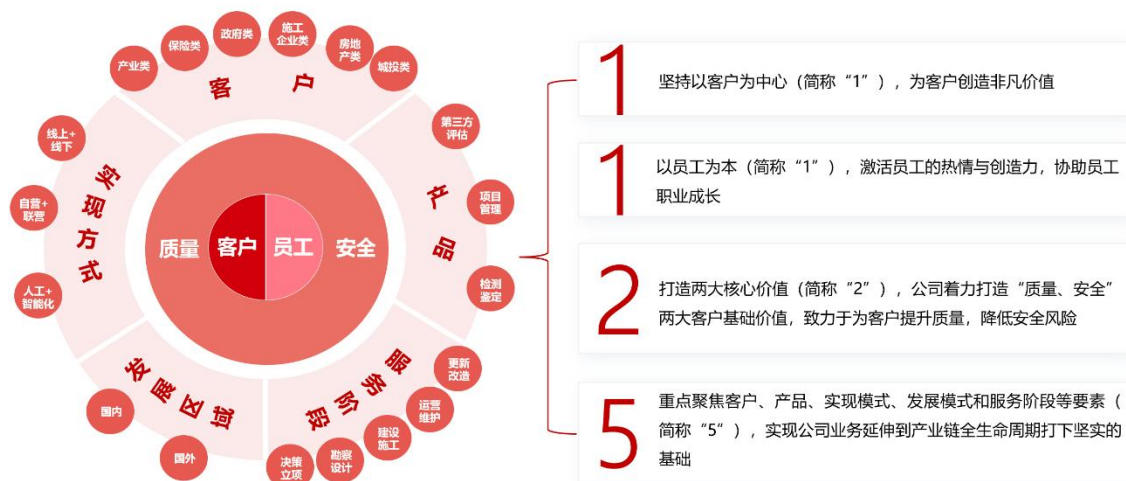 客户
产业类
保险类
政府类
施工
企业类
房地
产类
城投类
产品
第三方
评估
项目
管理
检测
鉴定
服务阶段
更新
改造
运营
维护
建设
施工
勘察
设计
决策
立项
发展区域
国外
国内
实现方式
人工+
智能化
自营+
联营
线上+
线下
质量
客户
员工
安全
1
坚持以客户为中心（简称“1”），为客户创造非凡价值
1
以员工为本（简称“1”），激活员工的热情与创造力，协助员工
职业成长
2
打造两大核心价值（简称“2”），公司着力打造“质量、安全”
两大客户基础价值，致力于为客户提升质量，降低安全风险
5
重点聚焦客户、产品、实现模式、发展模式和服务阶段等要素（
简称“5”），实现公司业务延伸到产业链全生命周期打下坚实的
基础